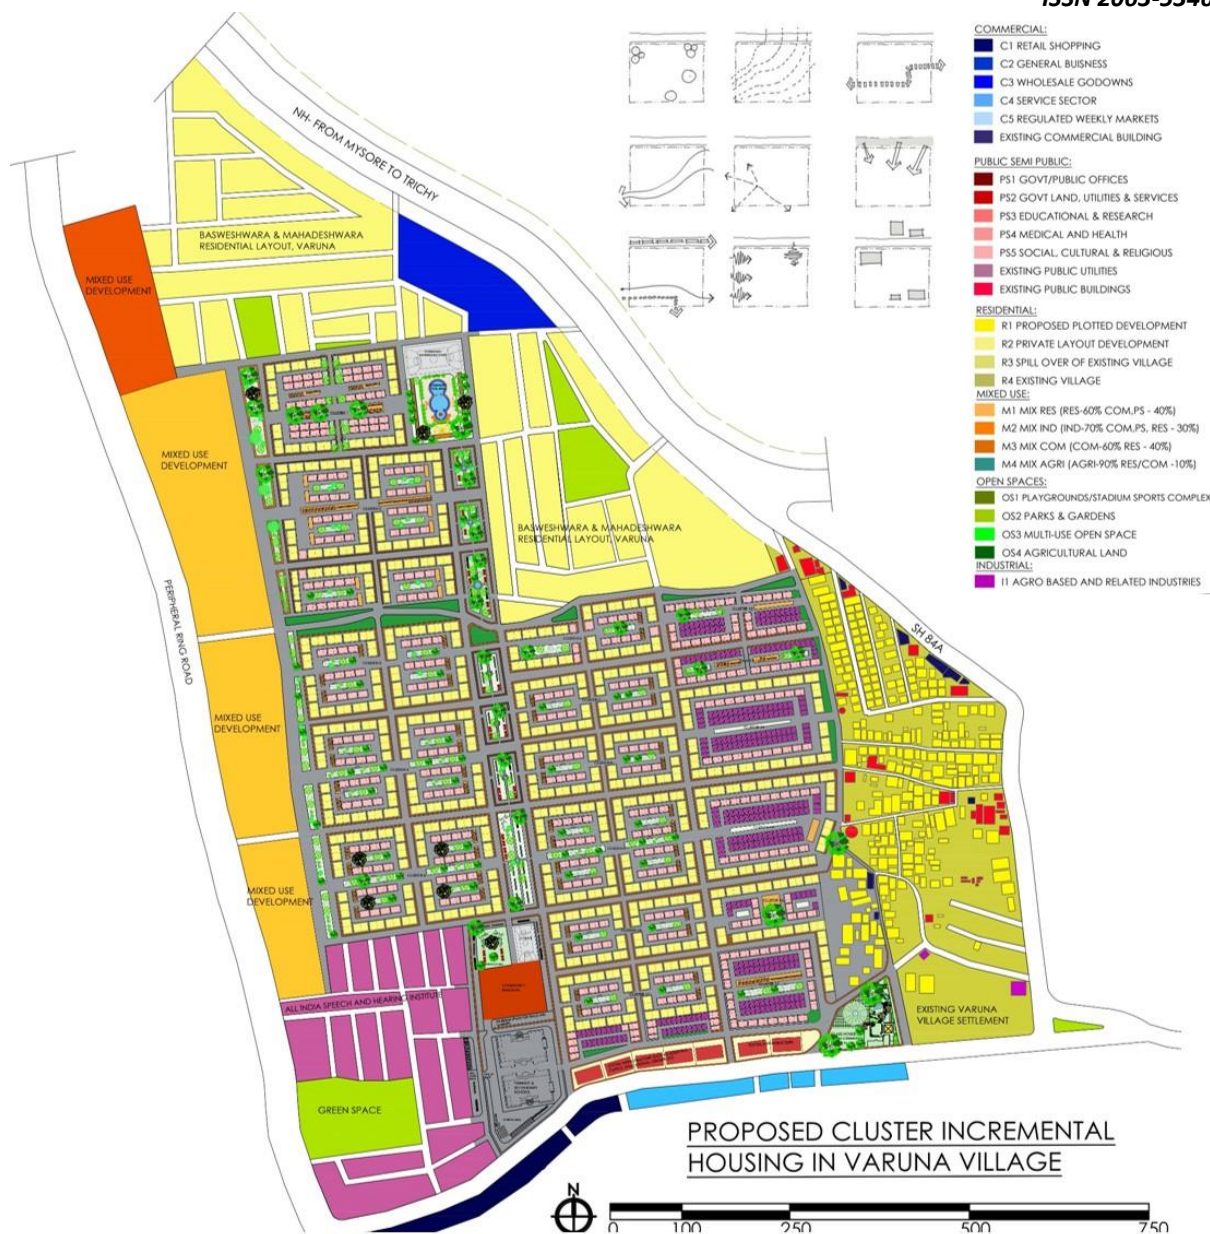 ISSN 2063-5346
COMMERCIAL:
C1 RETAIL SHOPPING
C2 GENERAL BUISNESS
C3 WHOLESALE GODOWNS
C4 SERVICE SECTOR
C5 REGULATED WEEKLY MARKETS
EXISTING COMMERCIAL BUILDING
PUBLIC SEMI PUBLIC:
PS1 GOVT/PUBLIC OFFICES
PS2 GOVT LAND, UTILITIES & SERVICES
PS3 EDUCATIONAL & RESEARCH
PS4 MEDICAL AND HEALTH
PS5 SOCIAL, CULTURAL & RELIGIOUS
EXISTING PUBLIC UTILITIES
EXISTING PUBLIC BUILDINGS
RESIDENTIAL:
R1 PROPOSED PLOTTED DEVELOPMENT
R2 PRIVATE LAYOUT DEVELOPMENT
R3 SPILL OVER OF EXISTING VILLAGE
R4 EXISTING VILLAGE
MIXED USE:
M1 MIX RES (RES-60% COM,PS - 40%)
M2 MIX IND (IND-70% COM,PS, RES - 30%)
M3 MIX COM (COM-60% RES - 40%)
M4 MIX AGRI (AGRI-90% RES/COM -10%)
OPEN SPACES:
OS1 PLAYGROUNDS/STADIUM SPORTS COMPLEX
OS2 PARKS & GARDENS
OS3 MULTI-USE OPEN SPACE
OS4 AGRICULTURAL LAND
INDUSTRIAL:
I1 AGRO BASED AND RELATED INDUSTRIES
NH- FROM MYSORE TO TRICHY
BASWESHWARA & MAHADESHWARA
RESIDENTIAL LAYOUT, VARUNA
MIXED USE
DEVELOPMENT
MIXED USE
DEVELOPMENT
BASWESHWARA & MAHADESHWARA
RESIDENTIAL LAYOUT, VARUNA
PERIPHERAL RING ROAD
SH 84A
MIXED USE
DEVELOPMENT
MIXED USE
DEVELOPMENT
ALL INDIA SPEECH AND HEARING INSTITUTE
EXISTING VARUNA
VILLAGE SETTLEMENT
GREEN SPACE
PROPOSED CLUSTER INCREMENTAL
HOUSING IN VARUNA VILLAGE
N
0 100 250 500 750